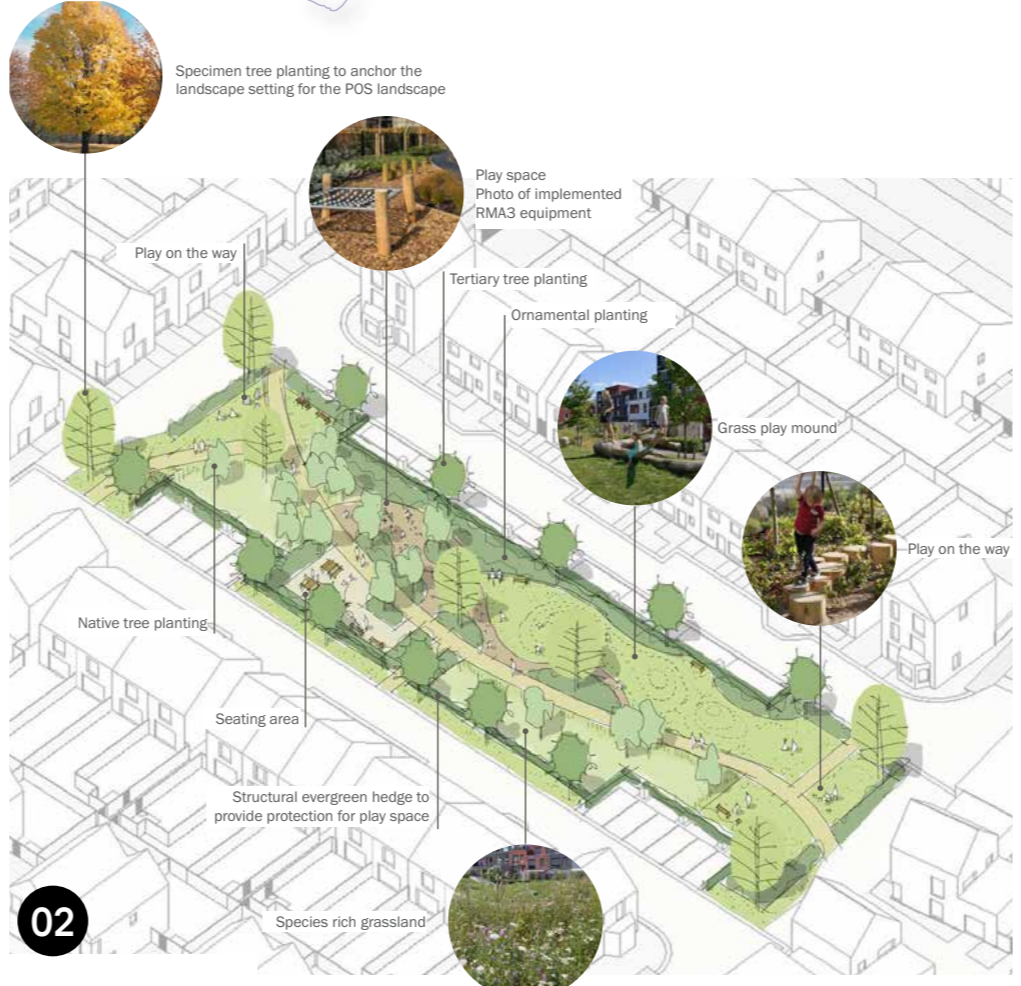 Specimen tree planting to anchor the
landscape setting for the POS landscape
Play space
Photo of implemented
RMA3 equipment
Play on the way
Tertiary tree planting
Ornamental planting
Grass play mound
Play on the way
Native tree planting
Seating area
Structural evergreen hedge to
provide protection for play space
Species rich grassland
02